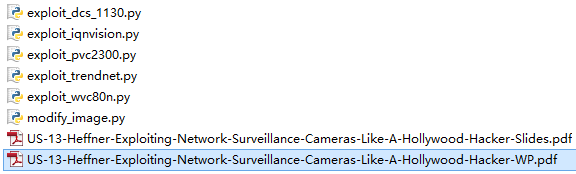 exploit_dcs_1130.py
exploit_iqnvision.py
exploit_pvc2300.py
exploit_trendnet.py
exploit_wvc80n.py
modify_image.py
US-13-Heffner-Exploiting-Network-Surveillance-Cameras-Like-A-Hollywood-Hacker-Slides.pdf
US-13-Heffner-Exploiting-Network-Surveillance-Cameras-Like-A-Hollywood-Hacker-WP.pdf